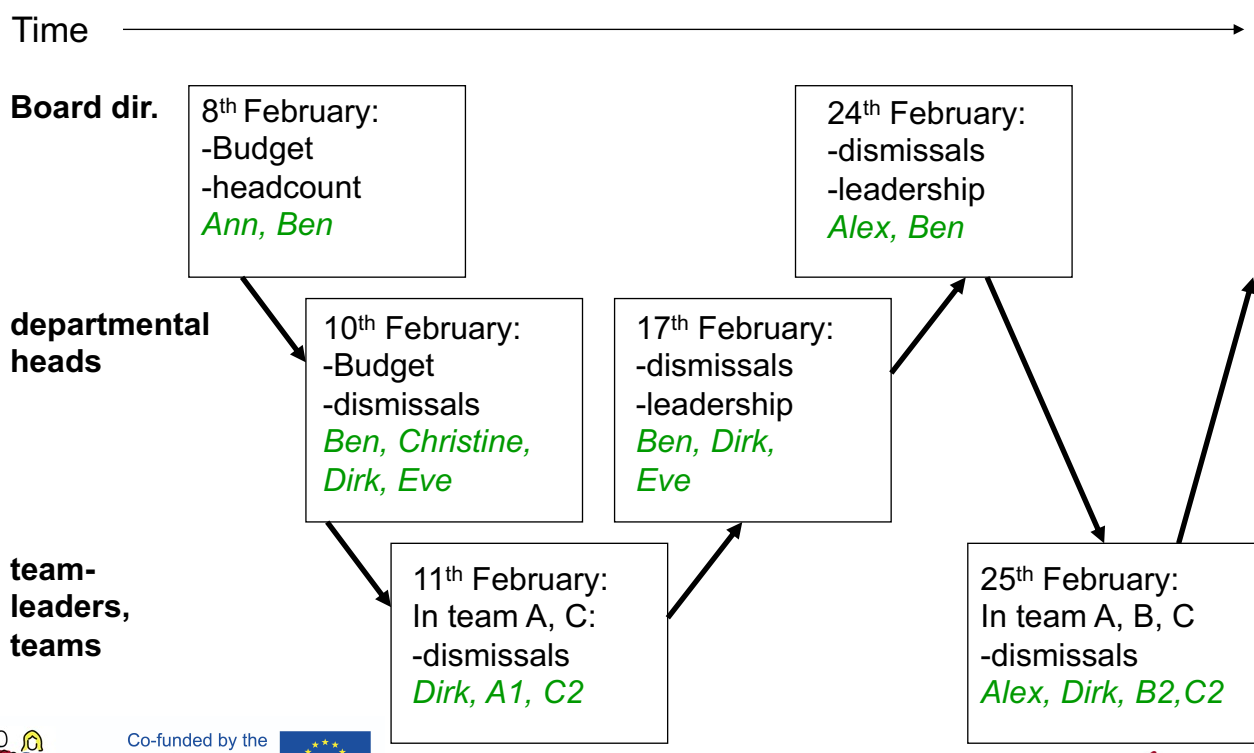 Time
Board dir.
8th February:
-Budget
-headcount
Ann, Ben
24th February:
-dismissals
-leadership
Alex, Ben
departmental
heads
10th February:
-Budget
-dismissals
Ben, Christine,
Dirk, Eve
17th February:
-dismissals
-leadership
Ben, Dirk,
Eve
team-
leaders,
teams
11th February:
In team A, C:
-dismissals
Dirk, A1, C2
25th February:
In team A, B, C
-dismissals
Alex, Dirk, B2,C2
Co-funded by the